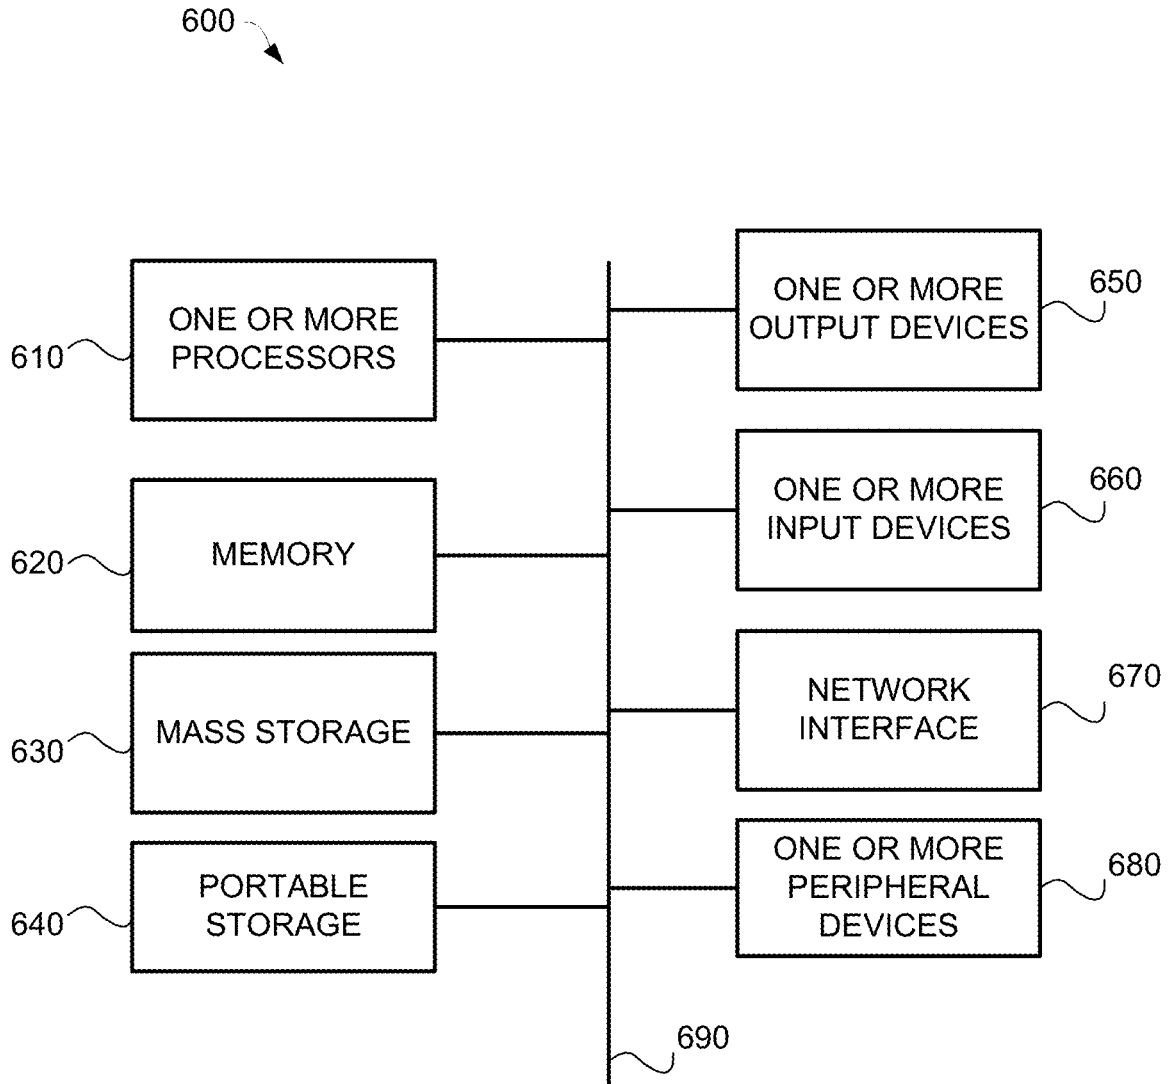 600
ONE OR MORE
PROCESSORS
610
MEMORY
620
MASS STORAGE
630
PORTABLE
STORAGE
640
ONE OR MORE
OUTPUT DEVICES
650
ONE OR MORE
INPUT DEVICES
660
NETWORK
INTERFACE
670
ONE OR MORE
PERIPHERAL
DEVICES
680
690